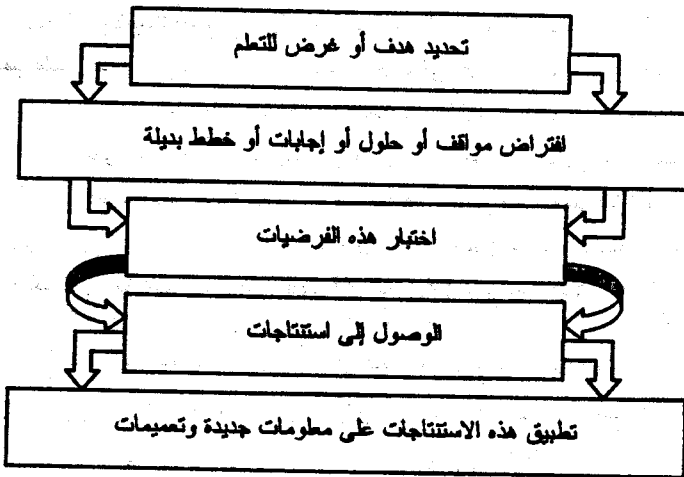 تحديد هدف أو غرض للتعلم
افتراض مواقف أو حلول أو إجابات أو خطط بديلة
اختبار هذه الفرضيات
الوصول إلى استنتاجات
تطبيق هذه الاستنتاجات على معلومات جديدة وتعميمات